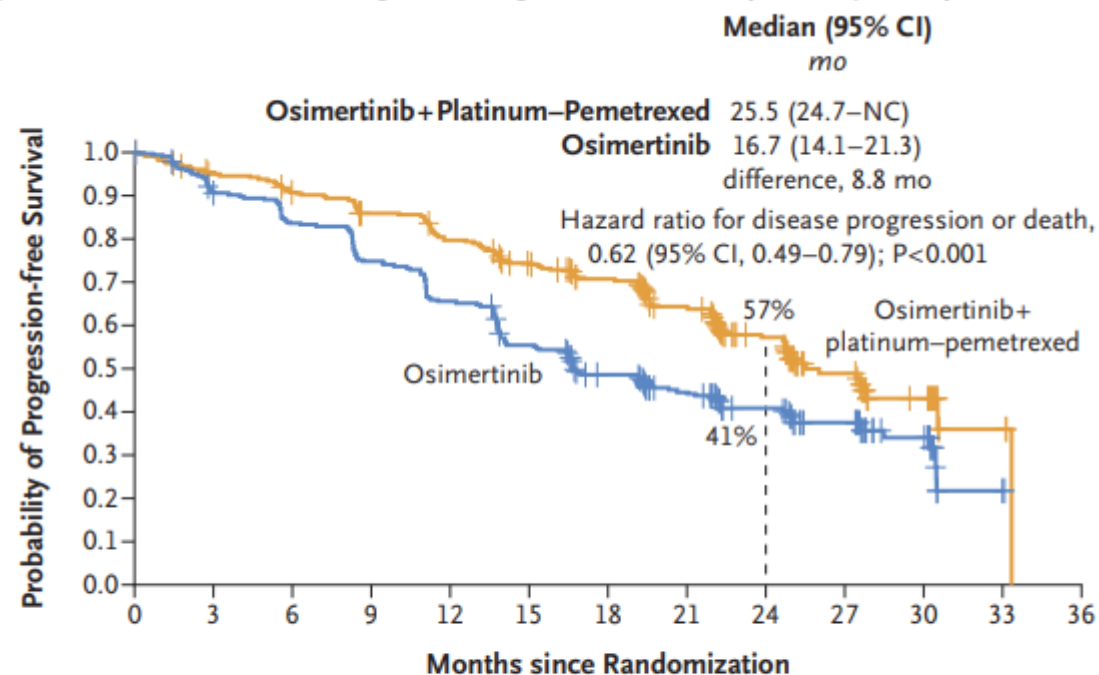 Median (95% CI)
mo
Osimertinib+Platinum–Pemetrexed 25.5 (24.7–NC)
Osimertinib 16.7 (14.1–21.3)
difference, 8.8 mo
Hazard ratio for disease progression or death,
0.62 (95% CI, 0.49–0.79); P<0.001
Probability of Progression-free Survival
1.0
0.9
0.8
0.7
0.6
0.5
0.4
0.3
0.2
0.1
0.0
57%
Osimertinib+
platinum–pemetrexed
Osimertinib
41%
0 3 6 9 12 15 18 21 24 27 30 33 36
Months since Randomization